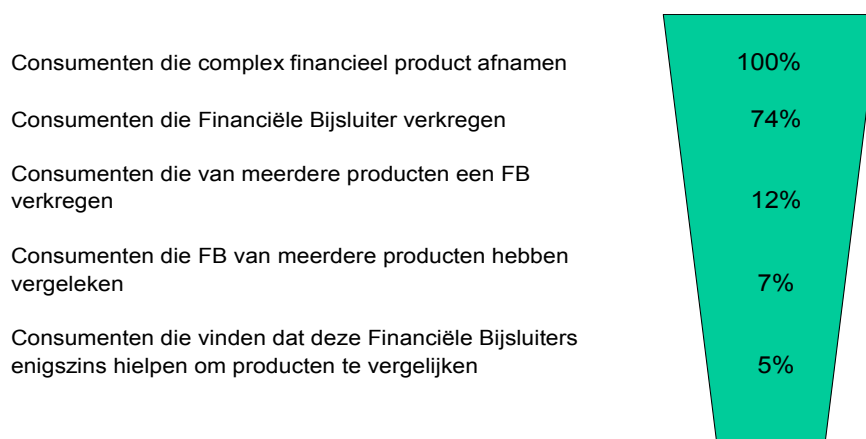 Consumenten die complex financieel product afnamen 100%
Consumenten die Financiële Bijsluiter verkregen 74%
Consumenten die van meerdere producten een FB
verkregen 12%
Consumenten die FB van meerdere producten hebben
vergeleken 7%
Consumenten die vinden dat deze Financiële Bijsluiters
enigszins hielpen om producten te vergelijken 5%